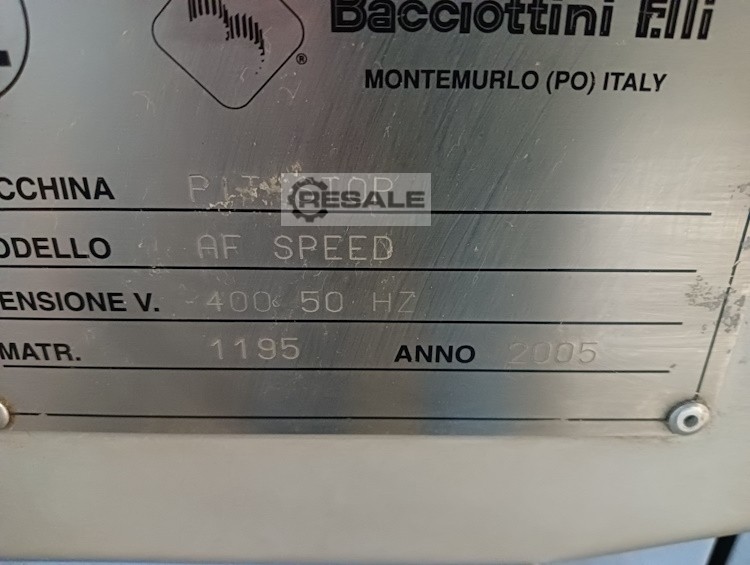 Bacciottini F.lli
®
MONTEMURLO (PO) ITALY
CCHINA
RESALE
ODELLO AF SPEED
ENSIONE V. 400 50 HZ
MATR. 1195 ANNO 2005